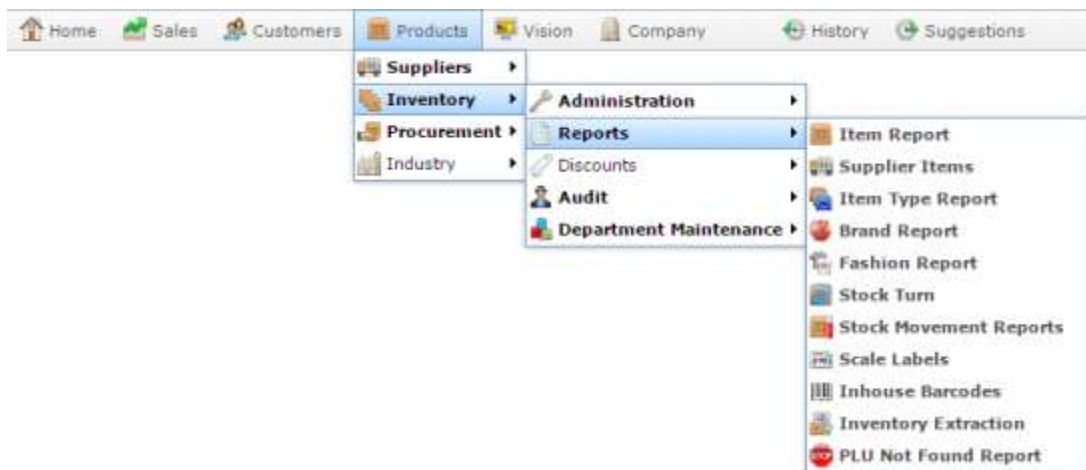 Home Sales Customers Products Vision Company History Suggestions
Suppliers
Inventory
Procurement
Industry
Administration
Reports
Discounts
Audit
Department Maintenance
Item Report
Supplier Items
Item Type Report
Brand Report
Fashion Report
Stock Turn
Stock Movement Reports
Scale Labels
Inhouse Barcodes
Inventory Extraction
PLU Not Found Report